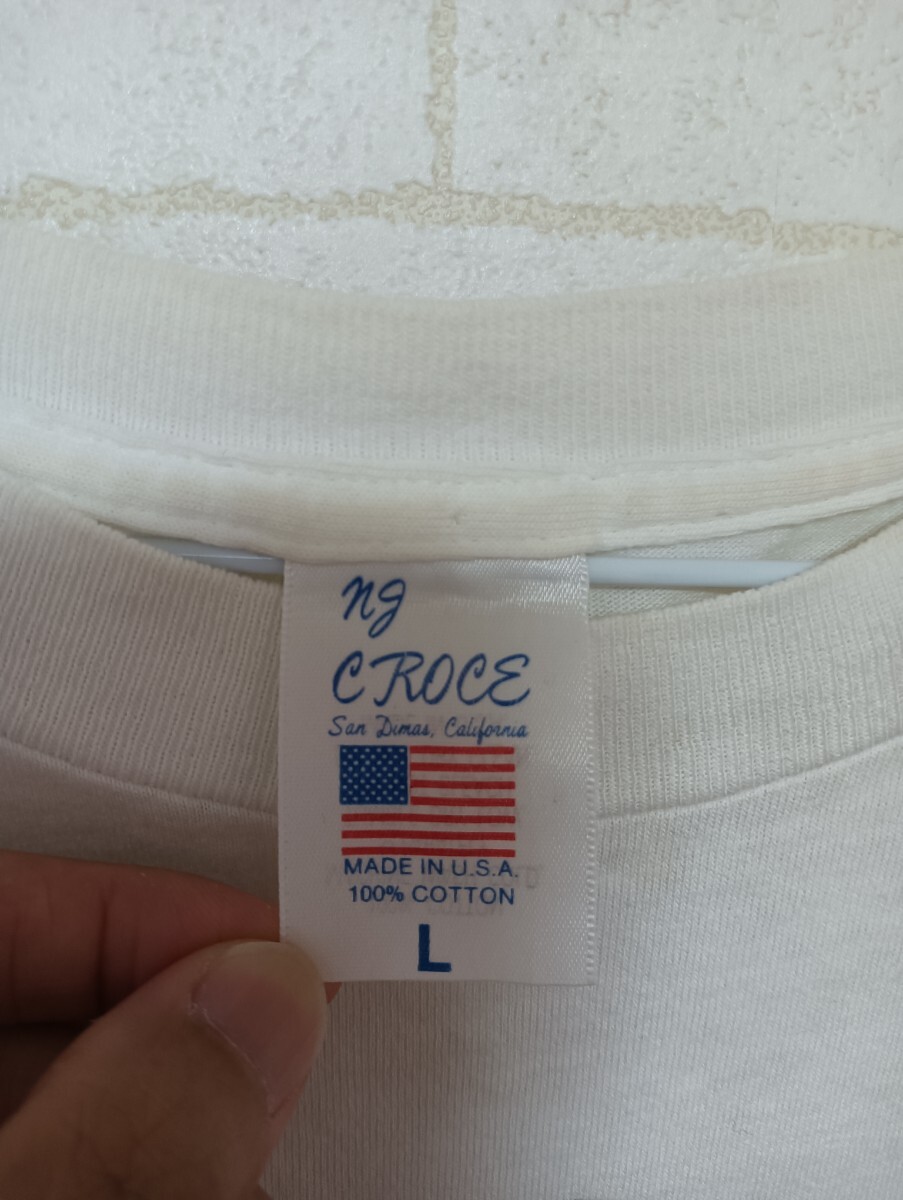 NJ
CROCE
San Dimas, California
MADE IN U.S.A.
100% COTTON
L